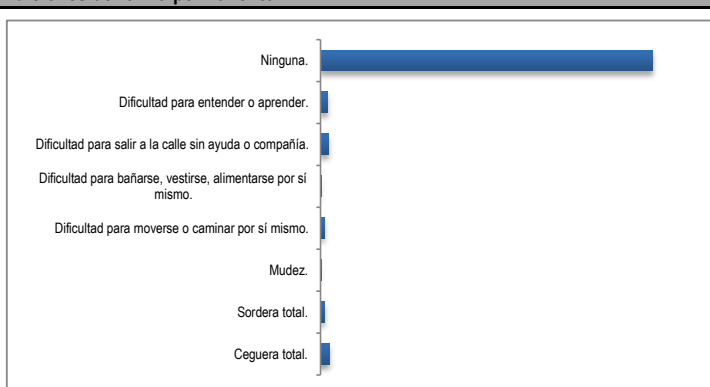 Ninguna.
Dificultad para entender o aprender.
Dificultad para salir a la calle sin ayuda o compañía.
Dificultad para bañarse, vestirse, alimentarse por sí
mismo.
Dificultad para moverse o caminar por sí mismo.
Mudez.
Sordera total.
Ceguera total.